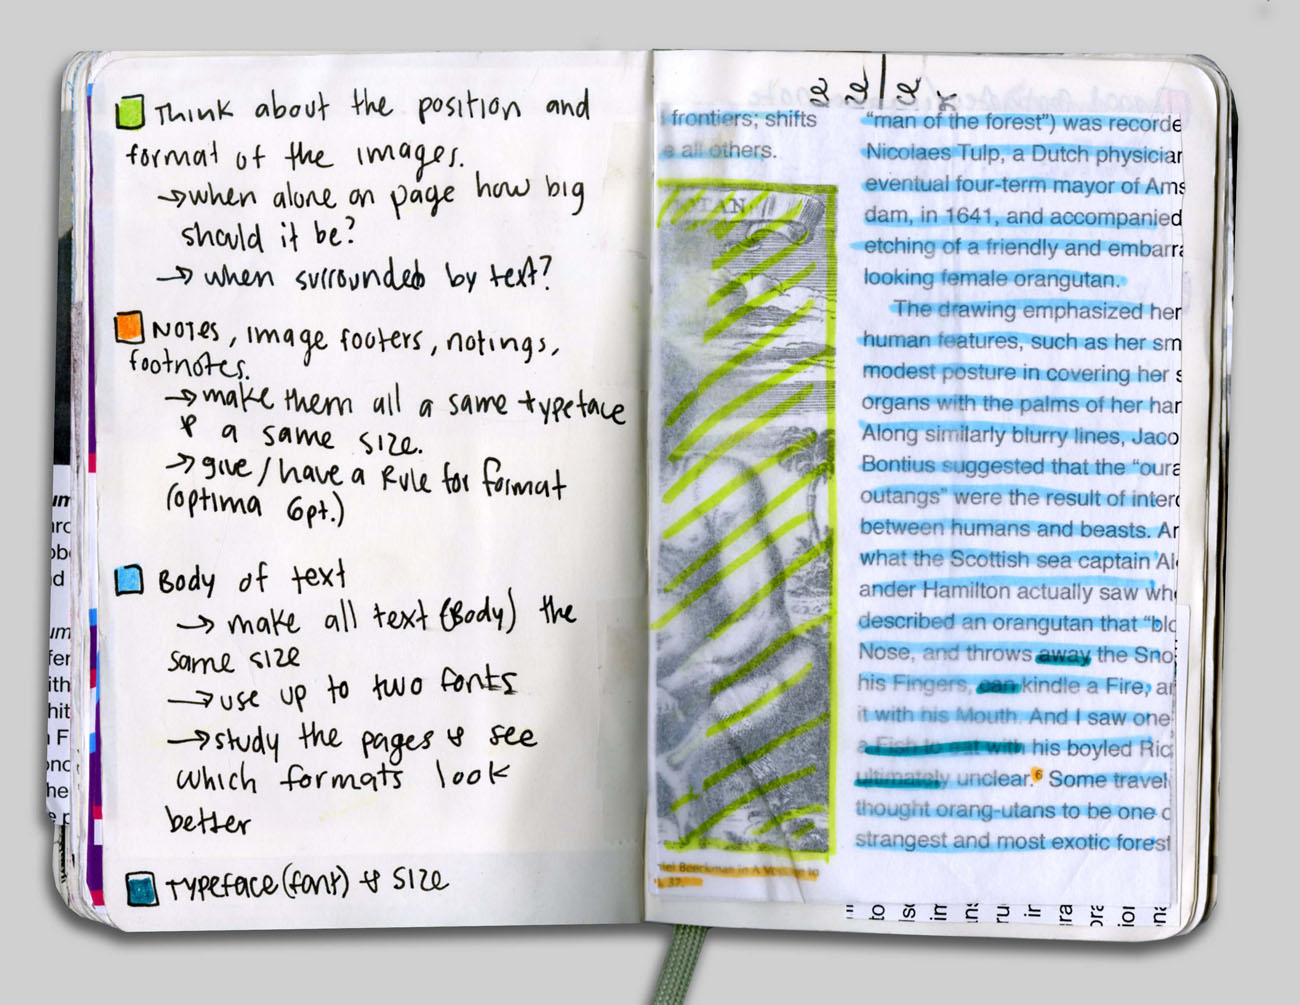 Think about the position and
format of the images.
→when alone on page how big
should it be?
→ when surrounded by text?
NOTES, image footers, notings,
footnotes.
→make them all a same typeface
& a same size.
→give/have a Rule for format
(optima 6pt.)
Body of text
→ make all text (Body) the
same size
→use up to two fonts
→study the pages & see
which formats look
better
Typeface (font) & size
frontiers; shifts
e all others.
"man of the forest") was recorde
Nicolaes Tulp, a Dutch physician
eventual four-term mayor of Ams
dam, in 1641, and accompanied
etching of a friendly and embarra
looking female orangutan.
The drawing emphasized her
human features, such as her sm
modest posture in covering her s
organs with the palms of her har
Along similarly blurry lines, Jaco
Bontius suggested that the "oura
outangs" were the result of interc
between humans and beasts. Ar
what the Scottish sea captain Al
ander Hamilton actually saw wh
described an orangutan that "blo
Nose, and throws away the Sno
his Fingers, can kindle a Fire, an
it with his Mouth. And I saw one
a Fish to eat with his boyled Ric
ultimately unclear.6 Some travel
thought orang-utans to be one o
strangest and most exotic forest
iel Beeckman in A Voyage to
37.